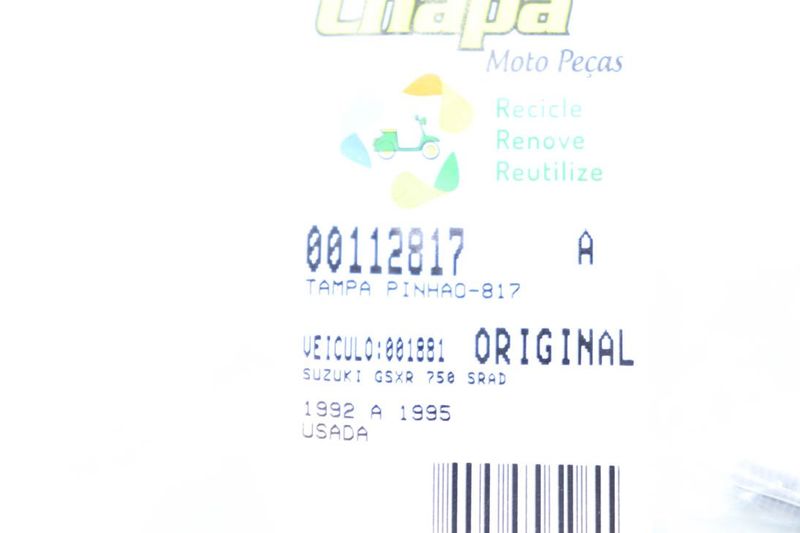 Chapa
Moto Peças
Recicle
Renove
Reutilize
00112817 A
TAMPA PINHAO-817
VEICULO:001881 ORIGINAL
SUZUKI GSXR 750 SRAD
1992 A 1995
USADA